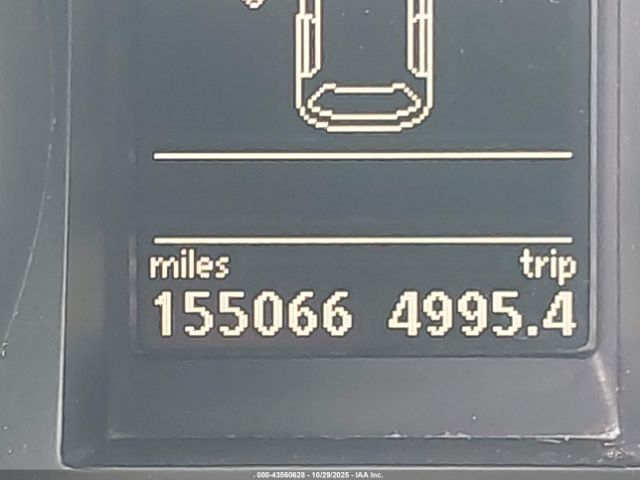 miles trip
155066 4995.4
. 000-43560628 - 10/29/2025 - IAA Inc.